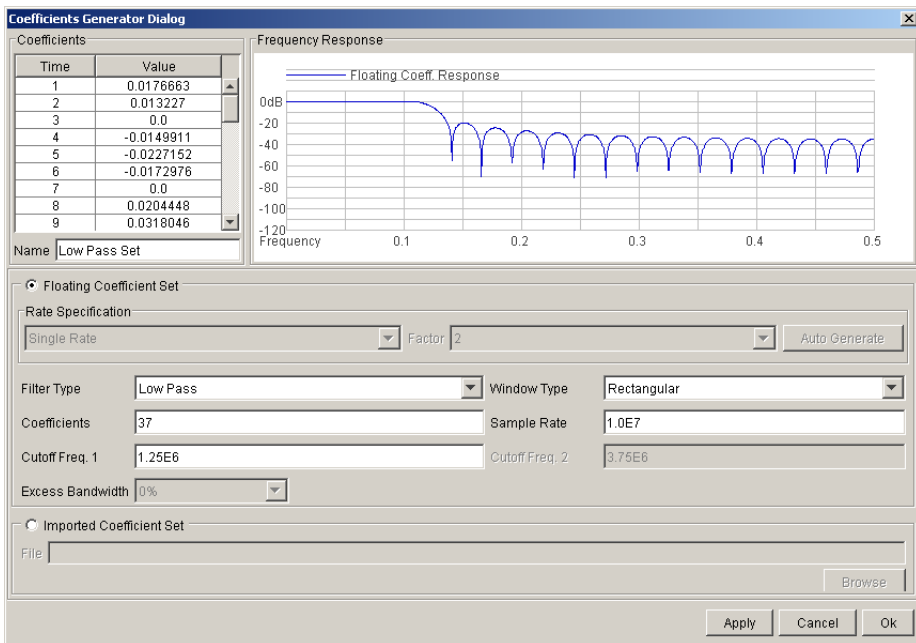 Coefficients Generator Dialog
Coefficients
Time Value
1 0.0176663
2 0.013227
3 0.0
4 -0.0149911
5 -0.0227152
6 -0.0172976
7 0.0
8 0.0204448
9 0.0318046
Name Low Pass Set
Frequency Response
Floating Coeff. Response
0dB
-20
-40
-60
-80
-100
-120
Frequency 0.1 0.2 0.3 0.4 0.5
Floating Coefficient Set
Rate Specification
Single Rate Factor 2 Auto Generate
Filter Type Low Pass Window Type Rectangular
Coefficients 37 Sample Rate 1.0E7
Cutoff Freq. 1 1.25E6 Cutoff Freq. 2 3.75E6
Excess Bandwidth 0%
Imported Coefficient Set
File
Browse
Apply Cancel Ok